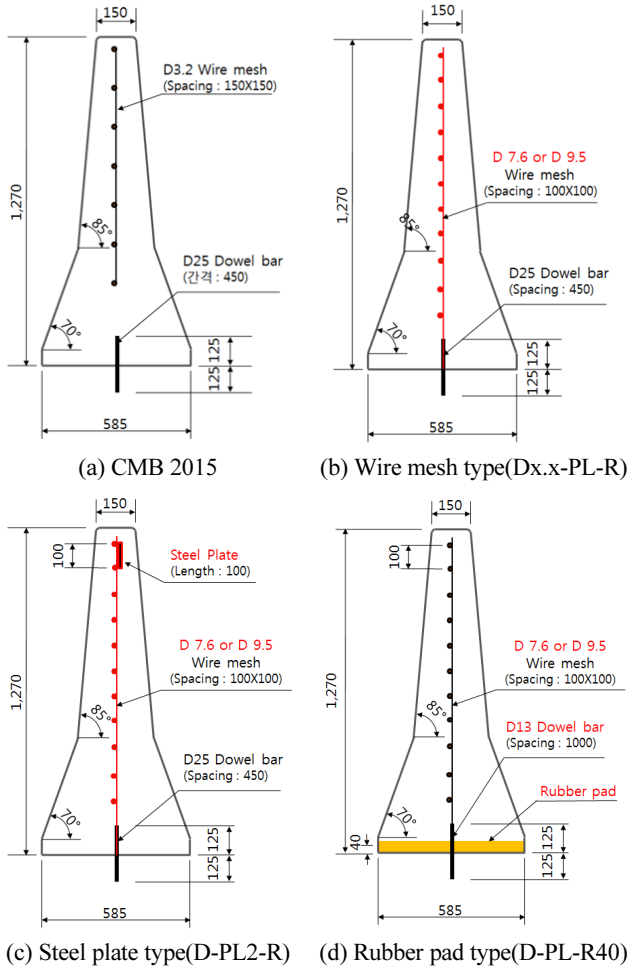 150
D3.2 Wire mesh
(Spacing : 150X150)
1,270
85°
D25 Dowel bar
(간격 : 450)
70°
125
125
585
(a) CMB 2015
150
D 7.6 or D 9.5
Wire mesh
(Spacing : 100X100)
1,270
85°
D25 Dowel bar
(Spacing : 450)
70°
125
125
585
(b) Wire mesh type(Dx.x-PL-R)
150
100
Steel Plate
(Length : 100)
D 7.6 or D 9.5
Wire mesh
(Spacing : 100X100)
1,270
85°
D25 Dowel bar
(Spacing : 450)
70°
125
125
585
(c) Steel plate type(D-PL2-R)
150
100
D 7.6 or D 9.5
Wire mesh
(Spacing : 100X100)
1,270
85°
D13 Dowel bar
(Spacing : 1000)
Rubber pad
70°
40
125
125
585
(d) Rubber pad type(D-PL-R40)